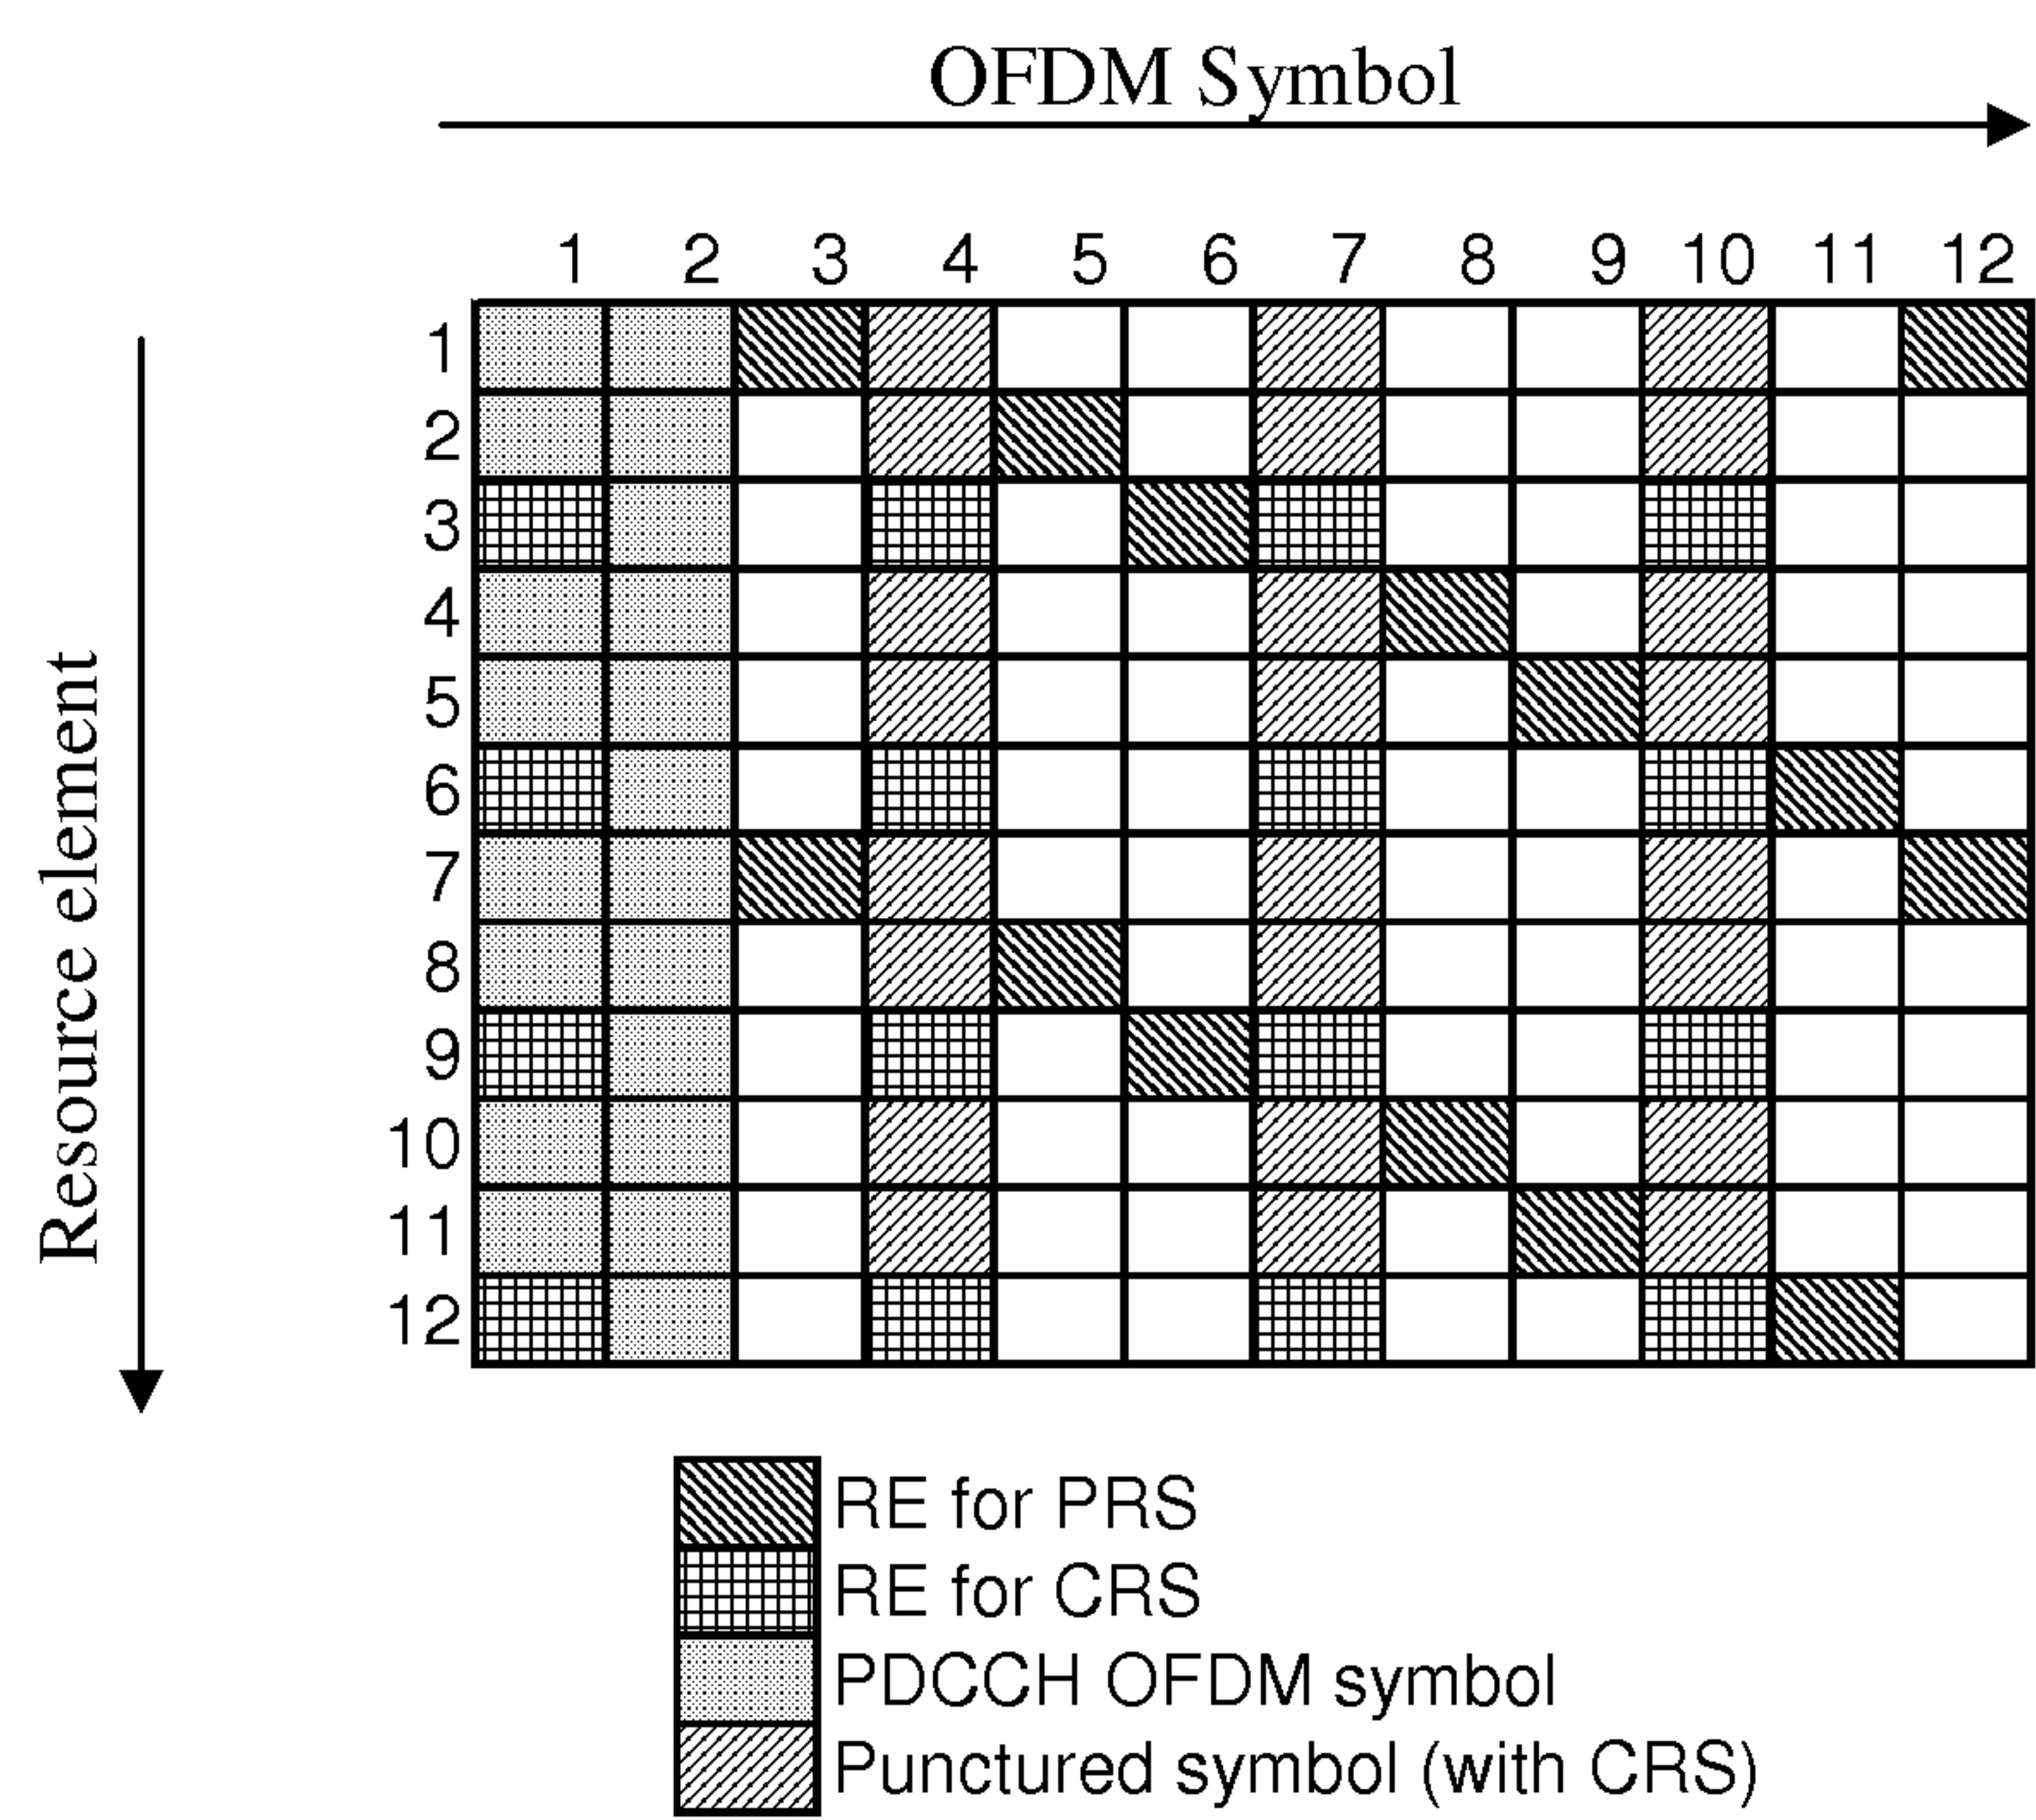 OFDM Symbol
1 2 3 4 5 6 7 8 9 10 11 12
1
2
3
4
5
6
7
8
9
10
11
12
Resource element
RE for PRS
RE for CRS
PDCCH OFDM symbol
Punctured symbol (with CRS)